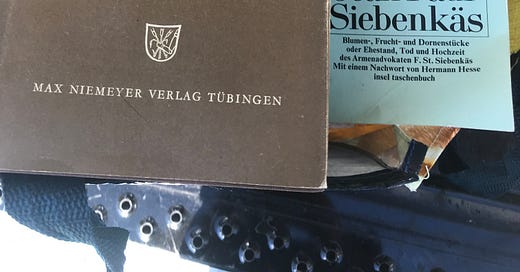 MAX NIEMEYER VERLAG TÜBINGEN
Siebenkäs
Blumen-, Frucht- und Dornenstücke
oder Ehestand, Tod und Hochzeit
des Armenadvokaten F. St. Siebenkäs
Mit einem Nachwort von Hermann Hesse
insel taschenbuch